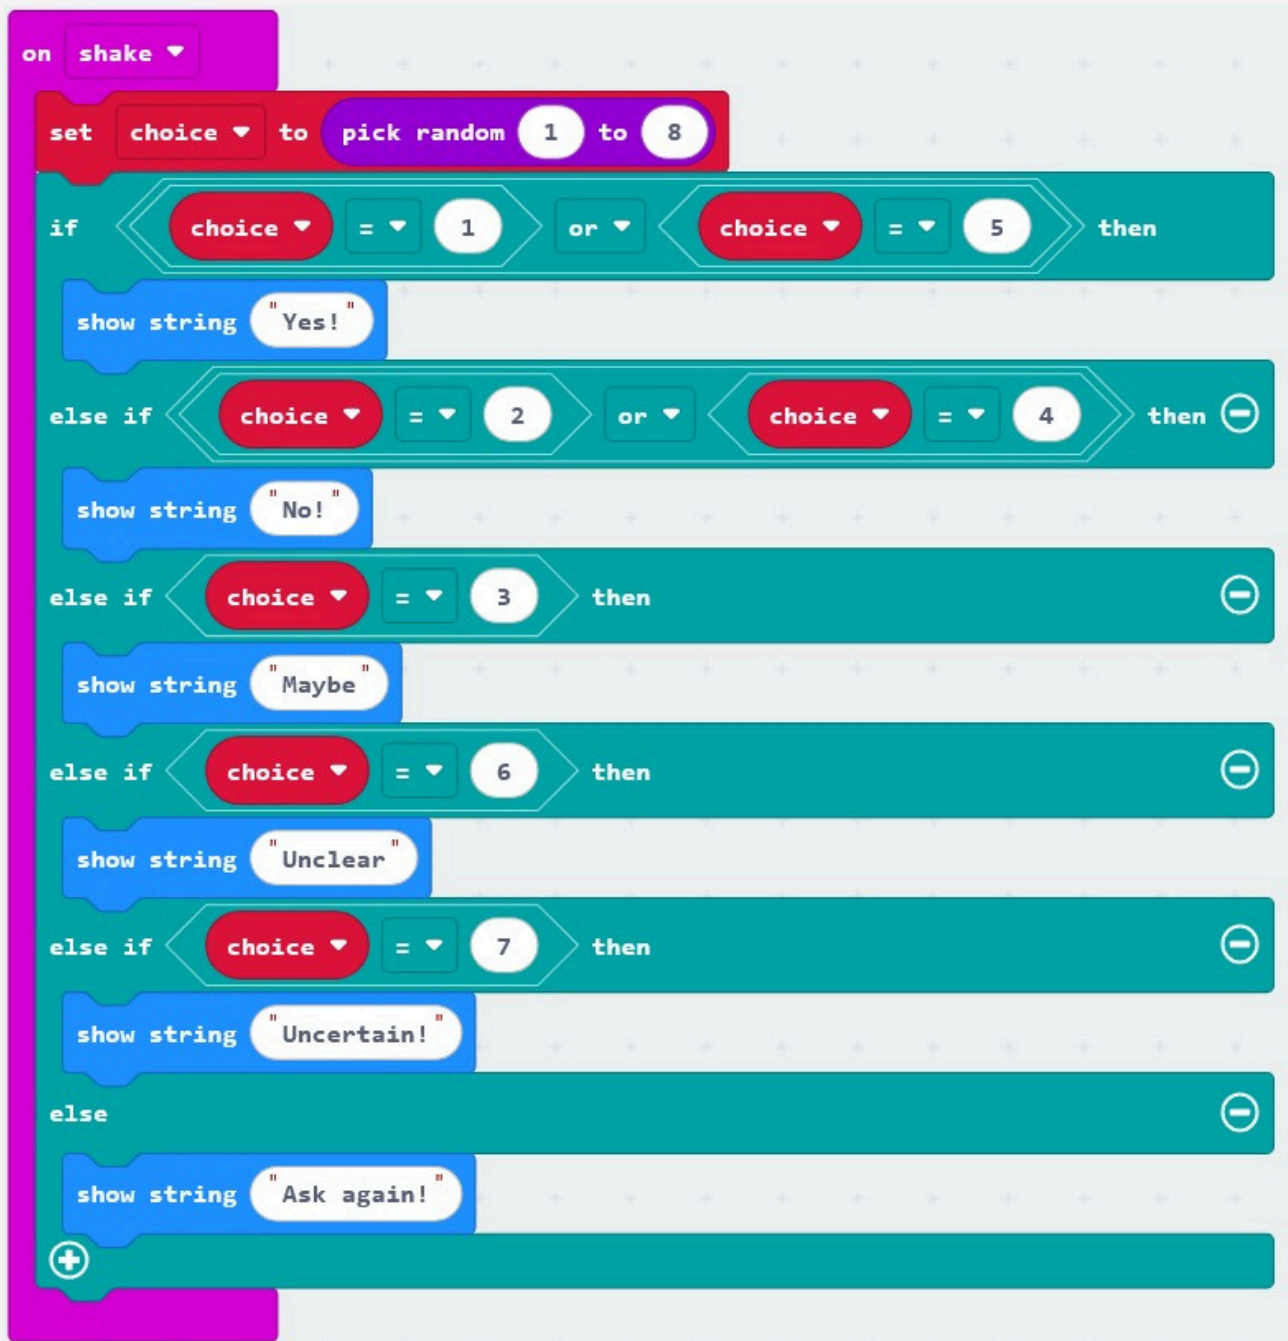 on shake
set choice to pick random 1 to 8
if choice = 1 or choice = 5 then
show string "Yes!"
else if choice = 2 or choice = 4 then
show string "No!"
else if choice = 3 then
show string "Maybe"
else if choice = 6 then
show string "Unclear"
else if choice = 7 then
show string "Uncertain!"
else
show string "Ask again!"